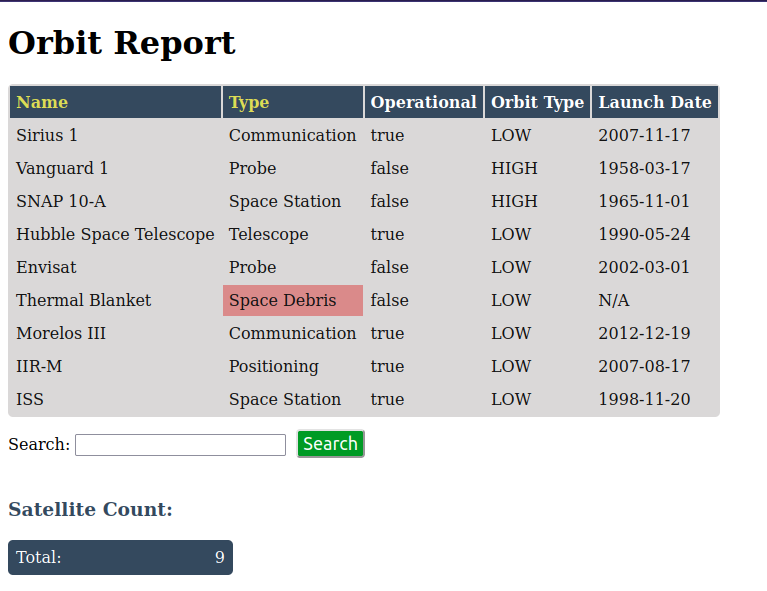 Orbit Report
Name Type Operational Orbit Type Launch Date
Sirius 1 Communication true LOW 2007-11-17
Vanguard 1 Probe false HIGH 1958-03-17
SNAP 10-A Space Station false HIGH 1965-11-01
Hubble Space Telescope Telescope true LOW 1990-05-24
Envisat Probe false LOW 2002-03-01
Thermal Blanket Space Debris false LOW N/A
Morelos III Communication true LOW 2012-12-19
IIR-M Positioning true LOW 2007-08-17
ISS Space Station true LOW 1998-11-20
Search: Search
Satellite Count:
Total: 9